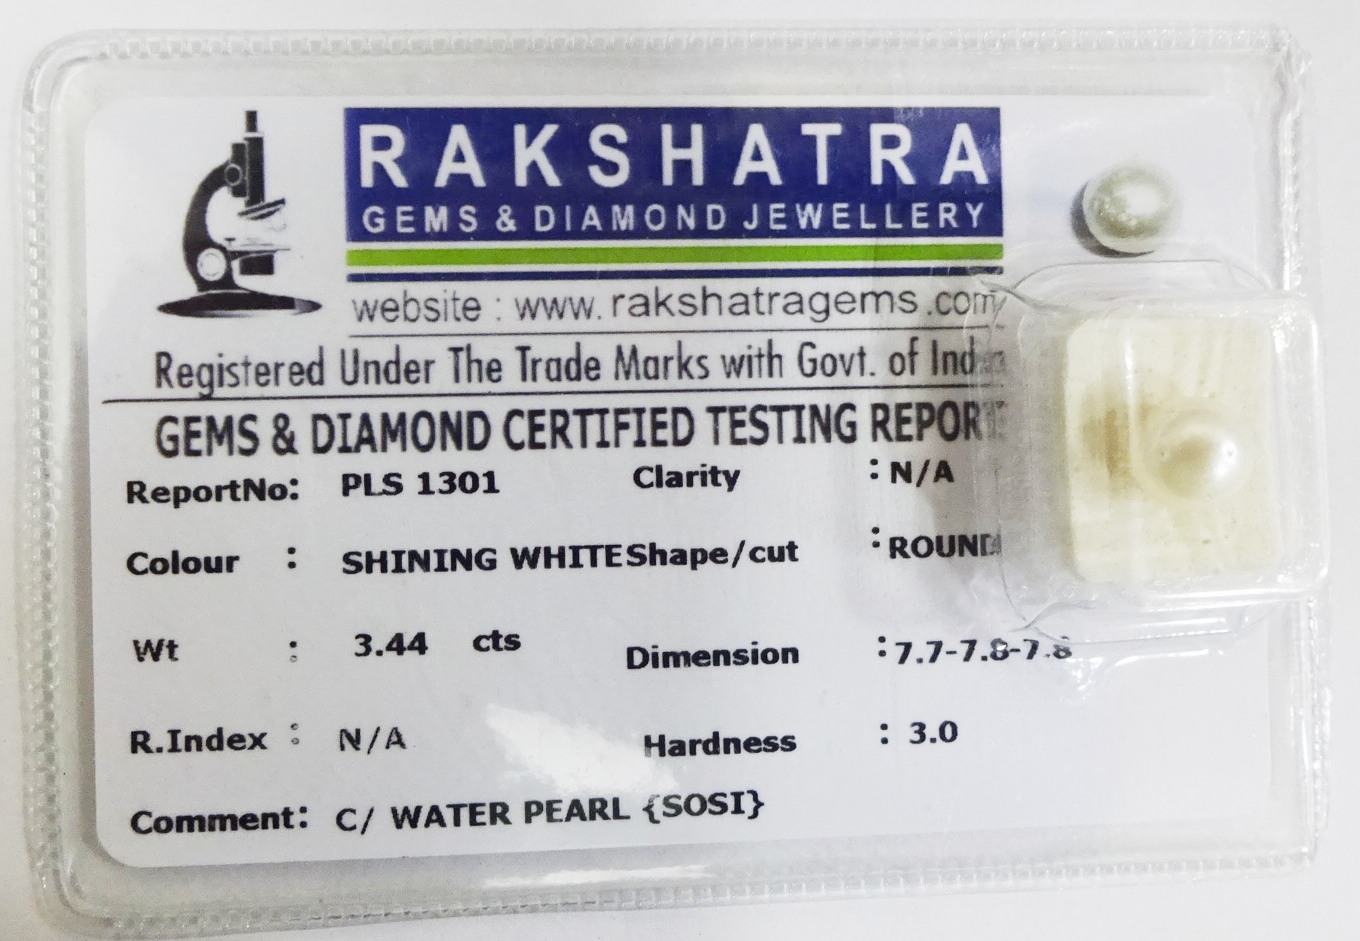 RAKSHATRA
GEMS & DIAMOND JEWELLERY
website : www. rakshatragems .com
Registered Under The Trade Marks with Govt. of India
GEMS & DIAMOND CERTIFIED TESTING REPORT
ReportNo: PLS 1301 Clarity : N/A
Colour : SHINING WHITE Shape/cut : ROUND
Wt : 3.44 cts Dimension : 7.7-7.8-7.8
R.Index : N/A Hardness : 3.0
Comment: C/ WATER PEARL {SOSI}